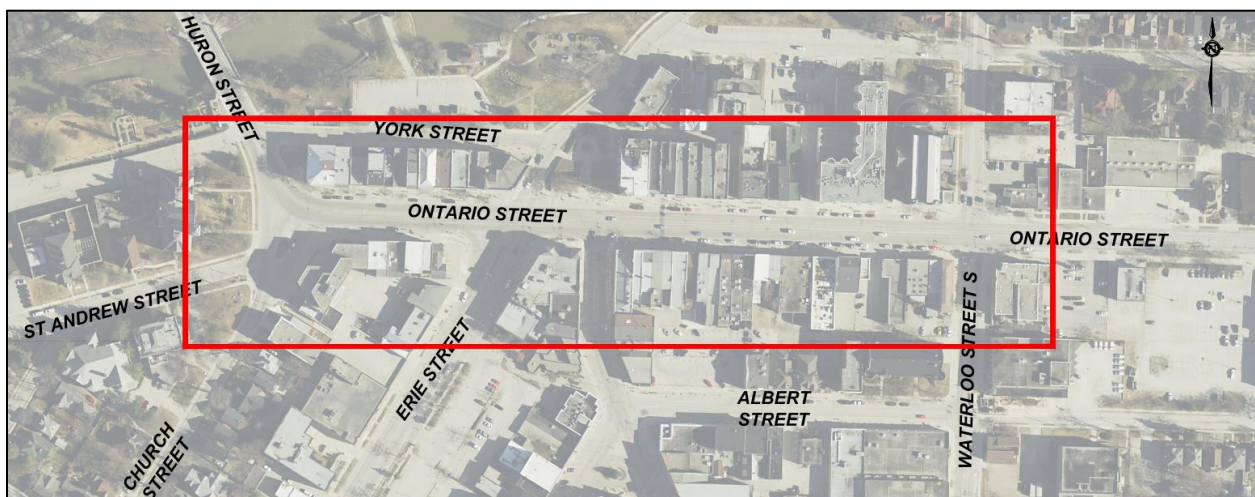 HURON STREET
N
YORK STREET
ONTARIO STREET
ONTARIO STREET
ST ANDREW STREET
ERIE STREET
WATERLOO STREET S
ALBERT
STREET
CHURCH
STREET